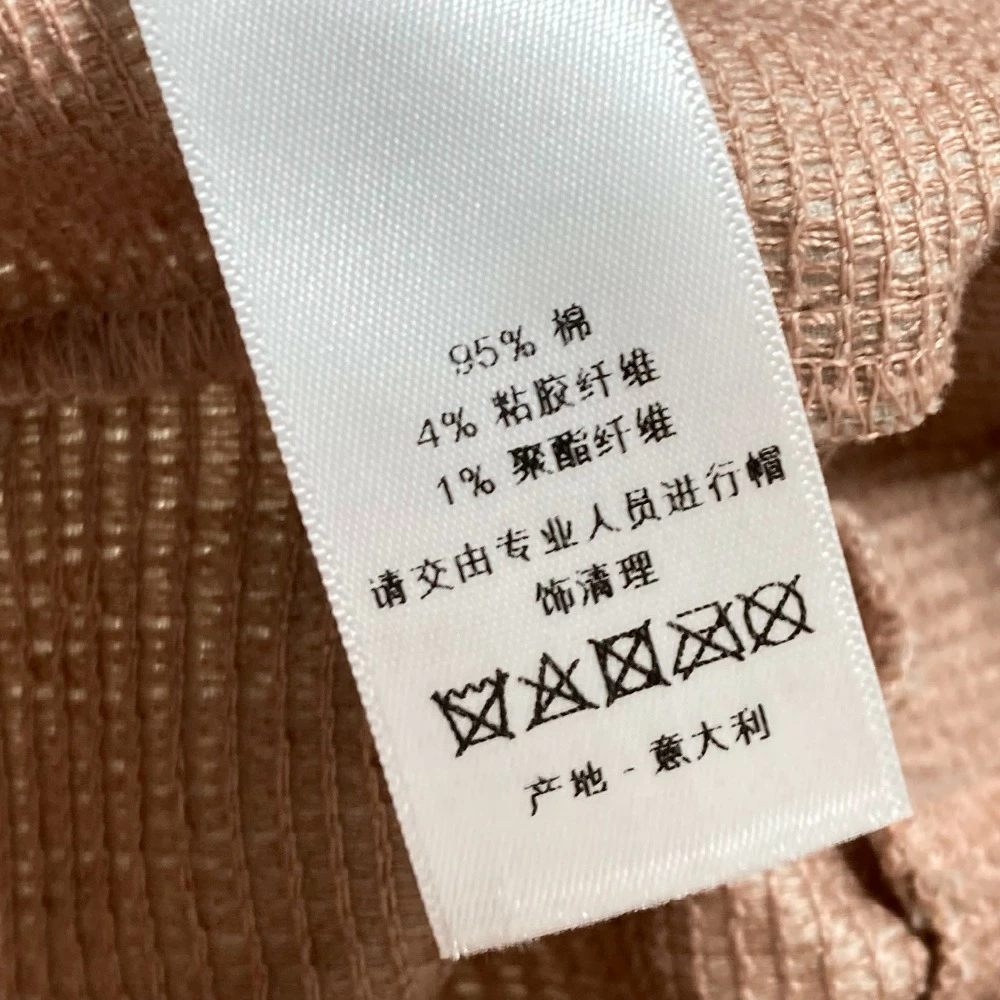 95% 棉
4% 粘胶纤维
1% 聚酯纤维
请交由专业人员进行帽
饰清理
产地 - 意大利